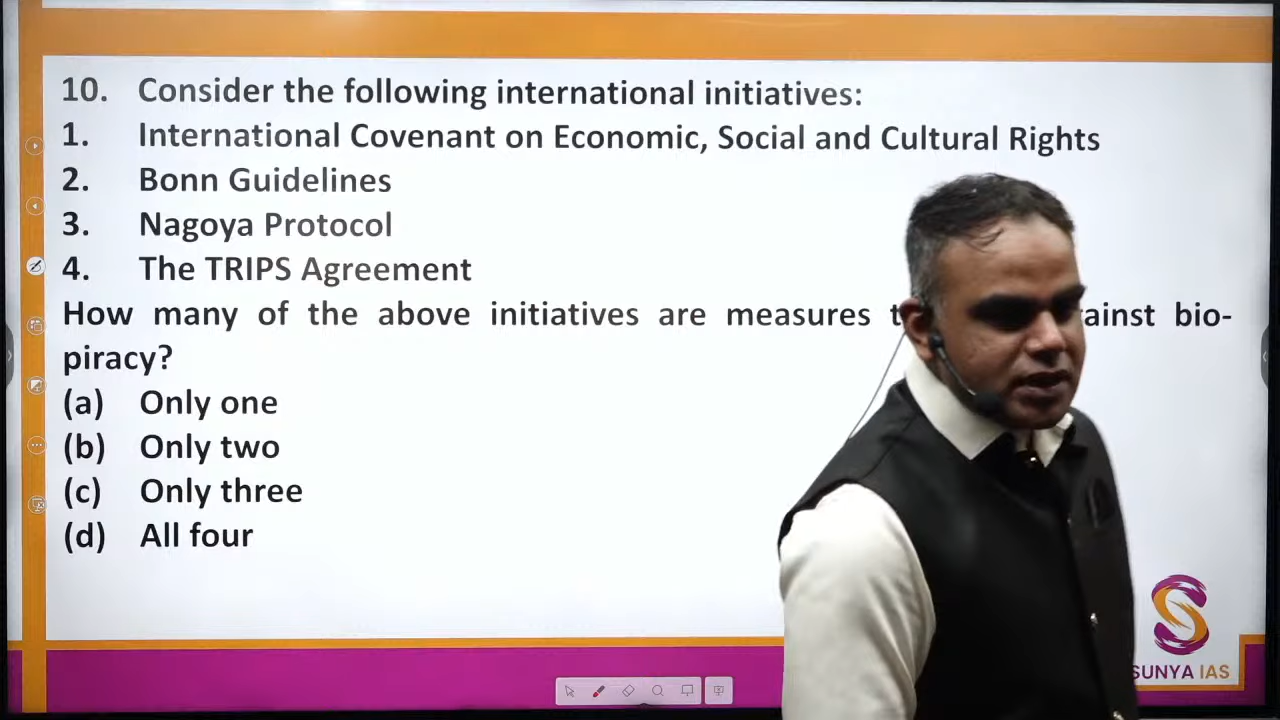 10. Consider the following international initiatives:
1. International Covenant on Economic, Social and Cultural Rights
2. Bonn Guidelines
3. Nagoya Protocol
4. The TRIPS Agreement
How many of the above initiatives are measures bio-
piracy?
(a) Only one
(b) Only two
(c) Only three
(d) All four
SUNYA IAS